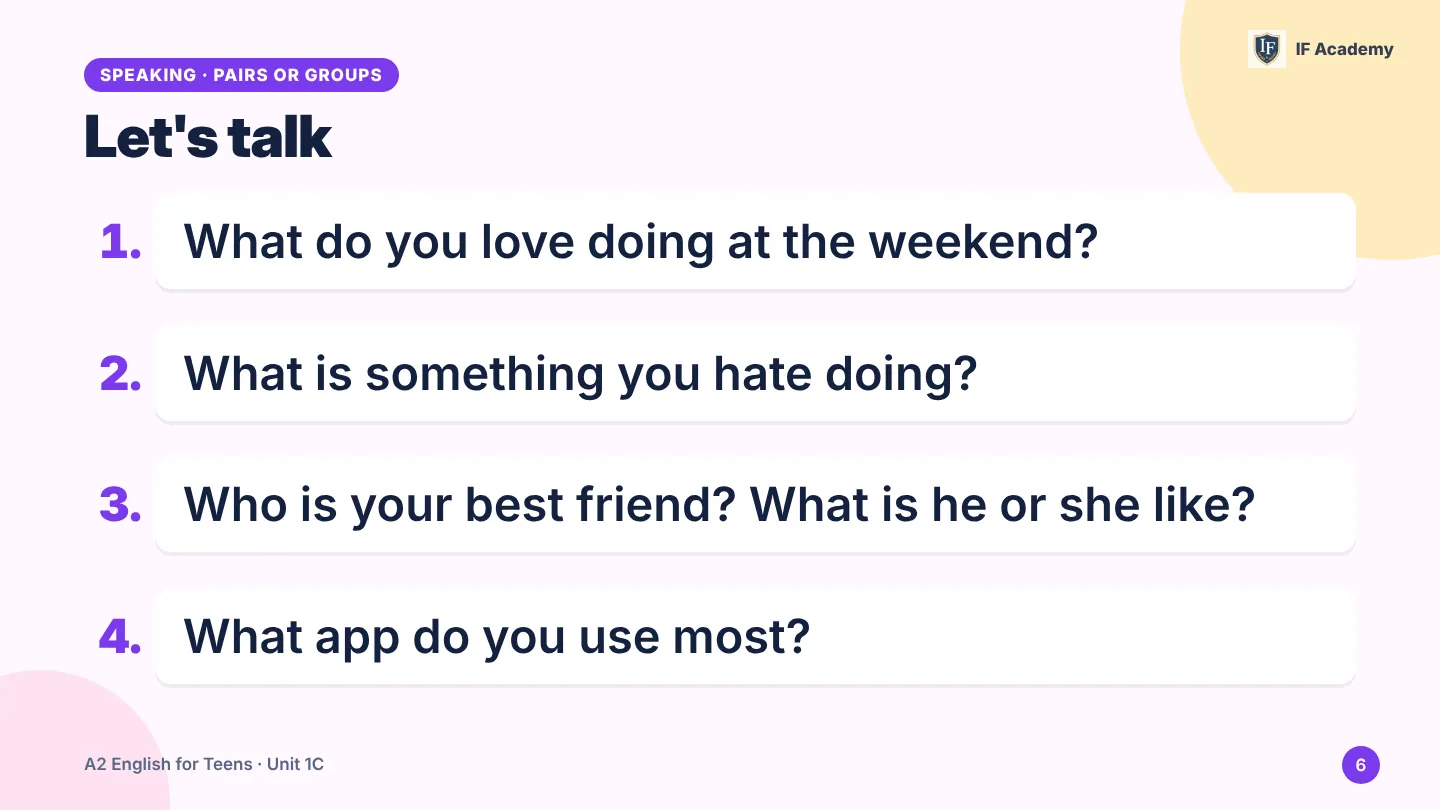 IF
IF Academy
SPEAKING · PAIRS OR GROUPS
Let's talk
1. What do you love doing at the weekend?
2. What is something you hate doing?
3. Who is your best friend? What is he or she like?
4. What app do you use most?
A2 English for Teens · Unit 1C
6